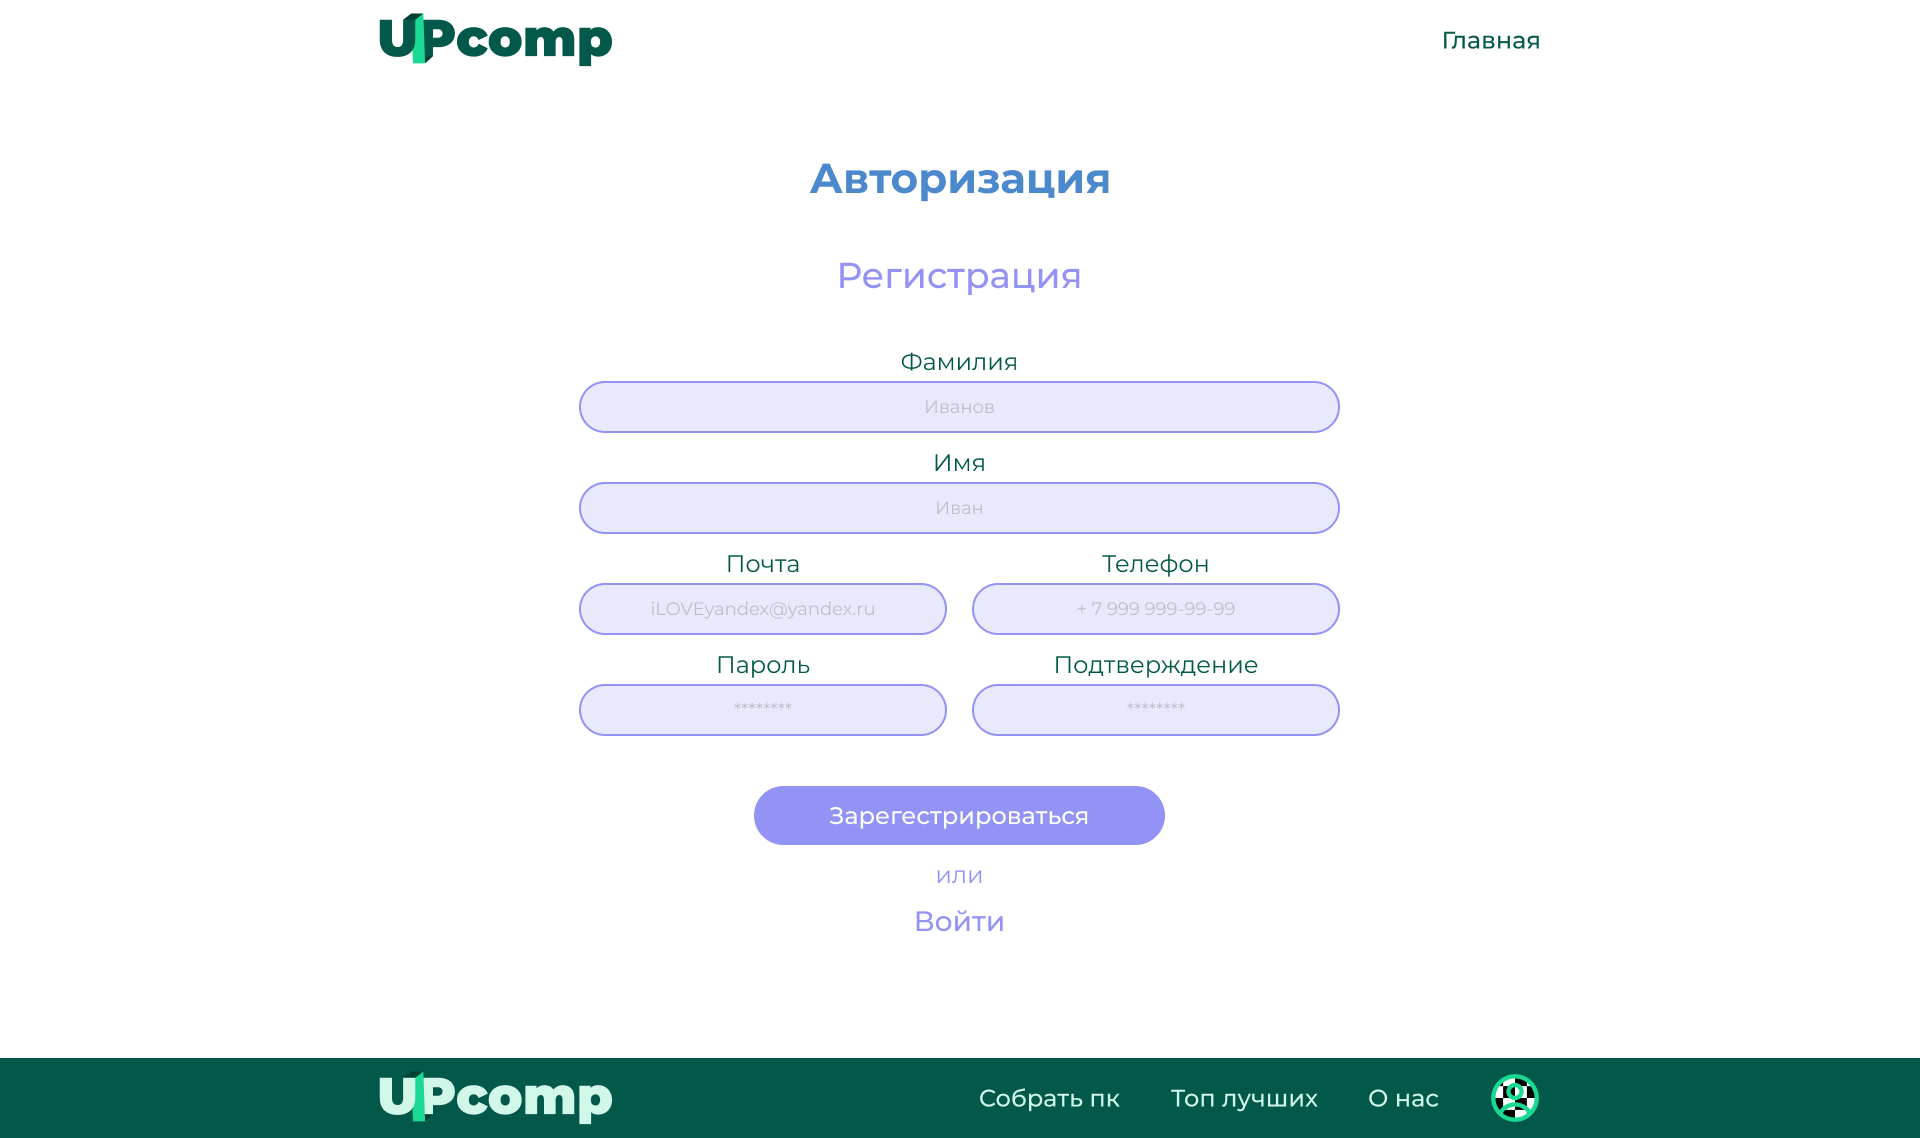 UPcomp
Главная
Авторизация
Регистрация
Фамилия
Иванов
Имя
Иван
Почта
Телефон
iLOVEyandex@yandex.ru
+ 7 999 999-99-99
Пароль
Подтверждение
********
********
Зарегестрироваться
или
Войти
UPcomp
Собрать пк
Топ лучших
О нас